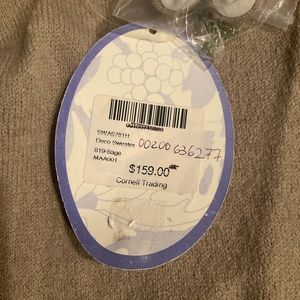 SWA5781H
Deco Sweater 00200636277
819-Sage
MAA001
$159.00
Cornell Trading